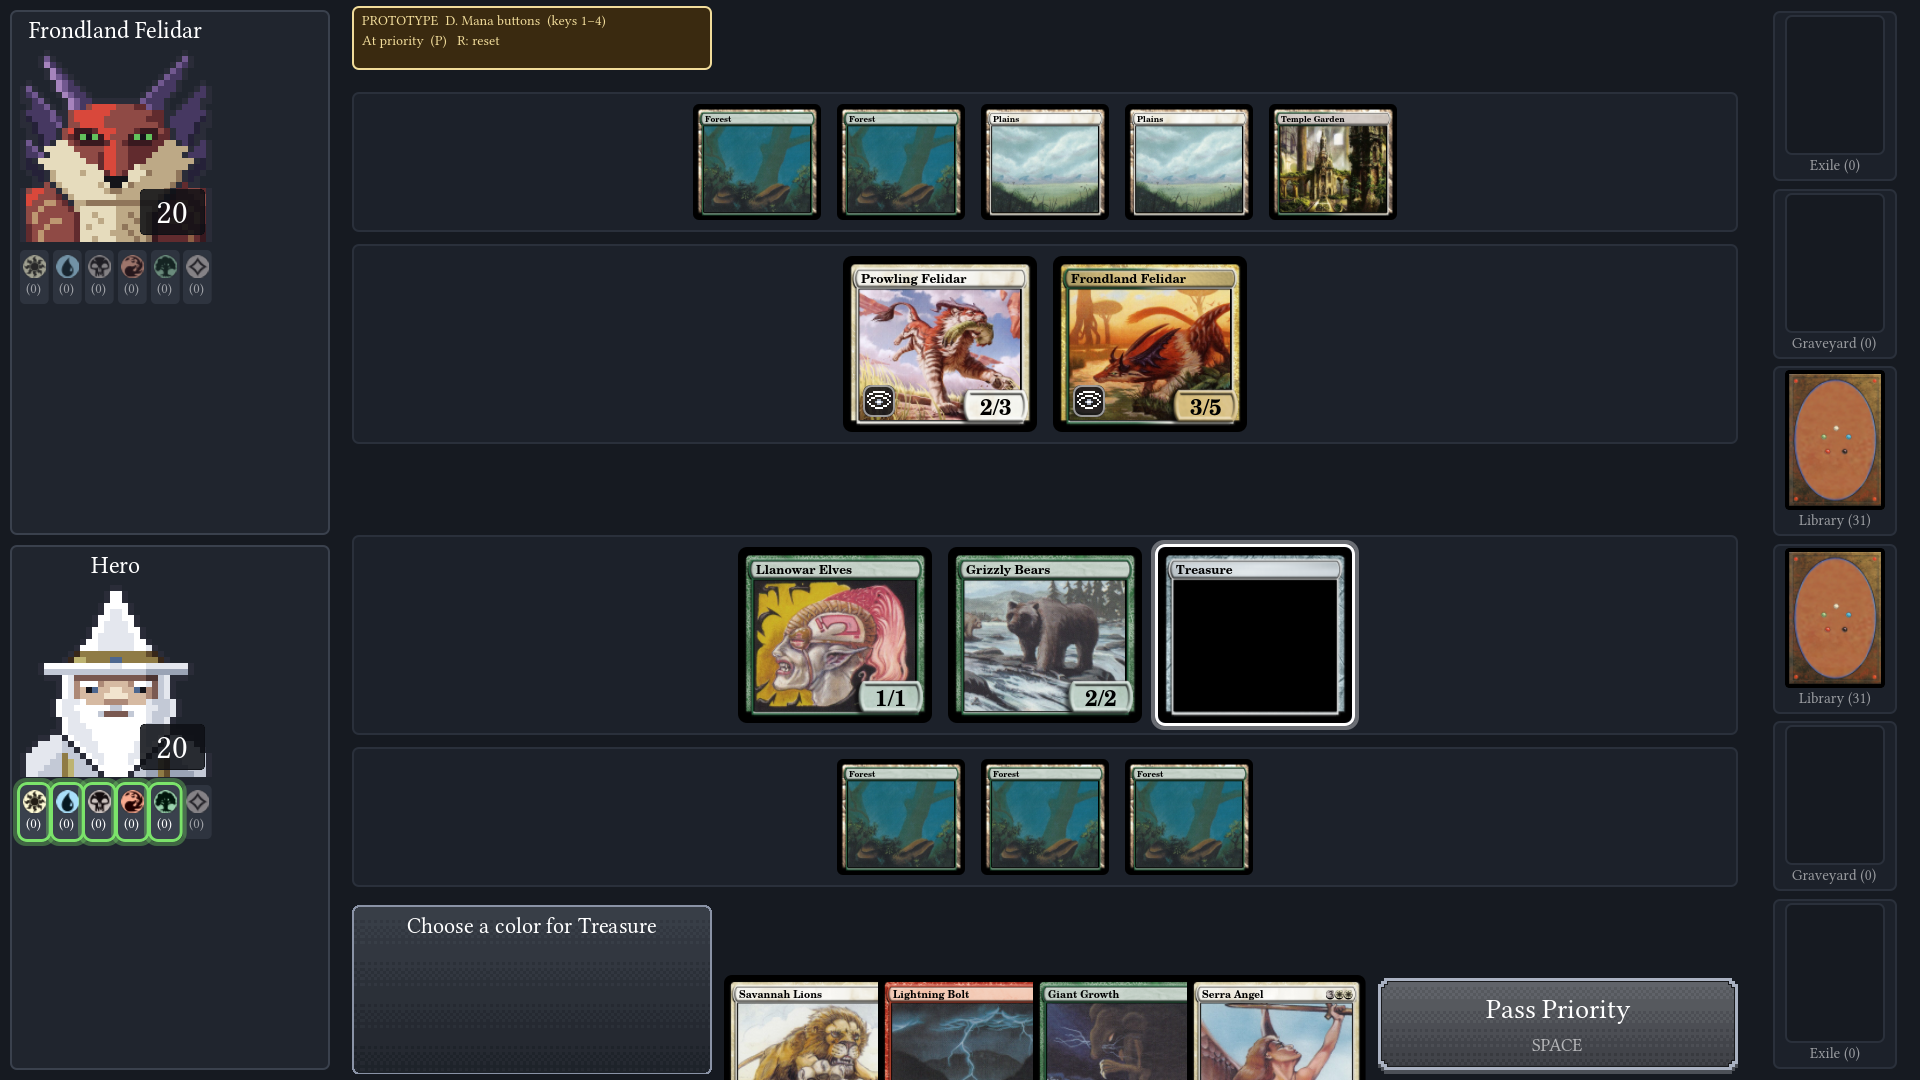 Frondland Felidar
20
(0) (0) (0) (0) (0) (0)
Hero
20
(0) (0) (0) (0) (0) (0)
PROTOTYPE D. Mana buttons (keys 1–4)
At priority (P) R: reset
Forest
Forest
Plains
Plains
Temple Garden
Prowling Felidar
2/3
Frondland Felidar
3/5
Llanowar Elves
1/1
Grizzly Bears
2/2
Treasure
Forest
Forest
Forest
Choose a color for Treasure
Savannah Lions
Lightning Bolt
Giant Growth
Serra Angel
3
Pass Priority
SPACE
Exile (0)
Graveyard (0)
Library (31)
Library (31)
Graveyard (0)
Exile (0)